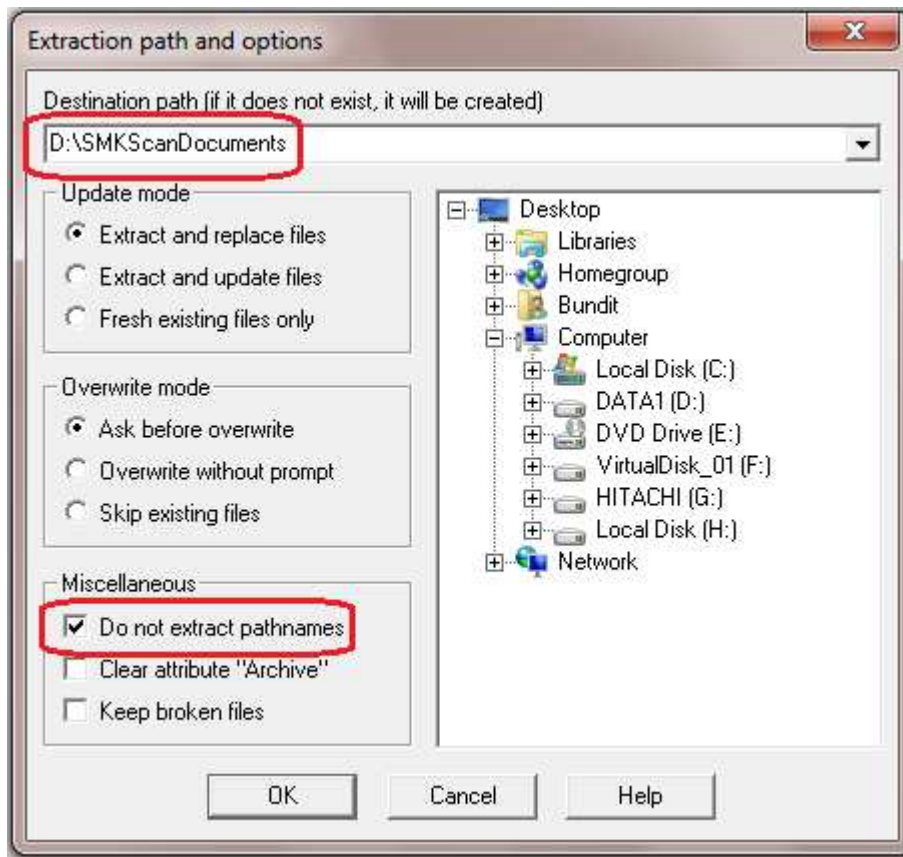 Extraction path and options
Destination path (if it does not exist, it will be created)
D:\SMKScanDocuments
Update mode
Extract and replace files
Extract and update files
Fresh existing files only
Overwrite mode
Ask before overwrite
Overwrite without prompt
Skip existing files
Miscellaneous
Do not extract pathnames
Clear attribute "Archive"
Keep broken files
Desktop
Libraries
Homegroup
Bundit
Computer
Local Disk (C:)
DATA1 (D:)
DVD Drive (E:)
VirtualDisk_01 (F:)
HITACHI (G:)
Local Disk (H:)
Network
OK
Cancel
Help